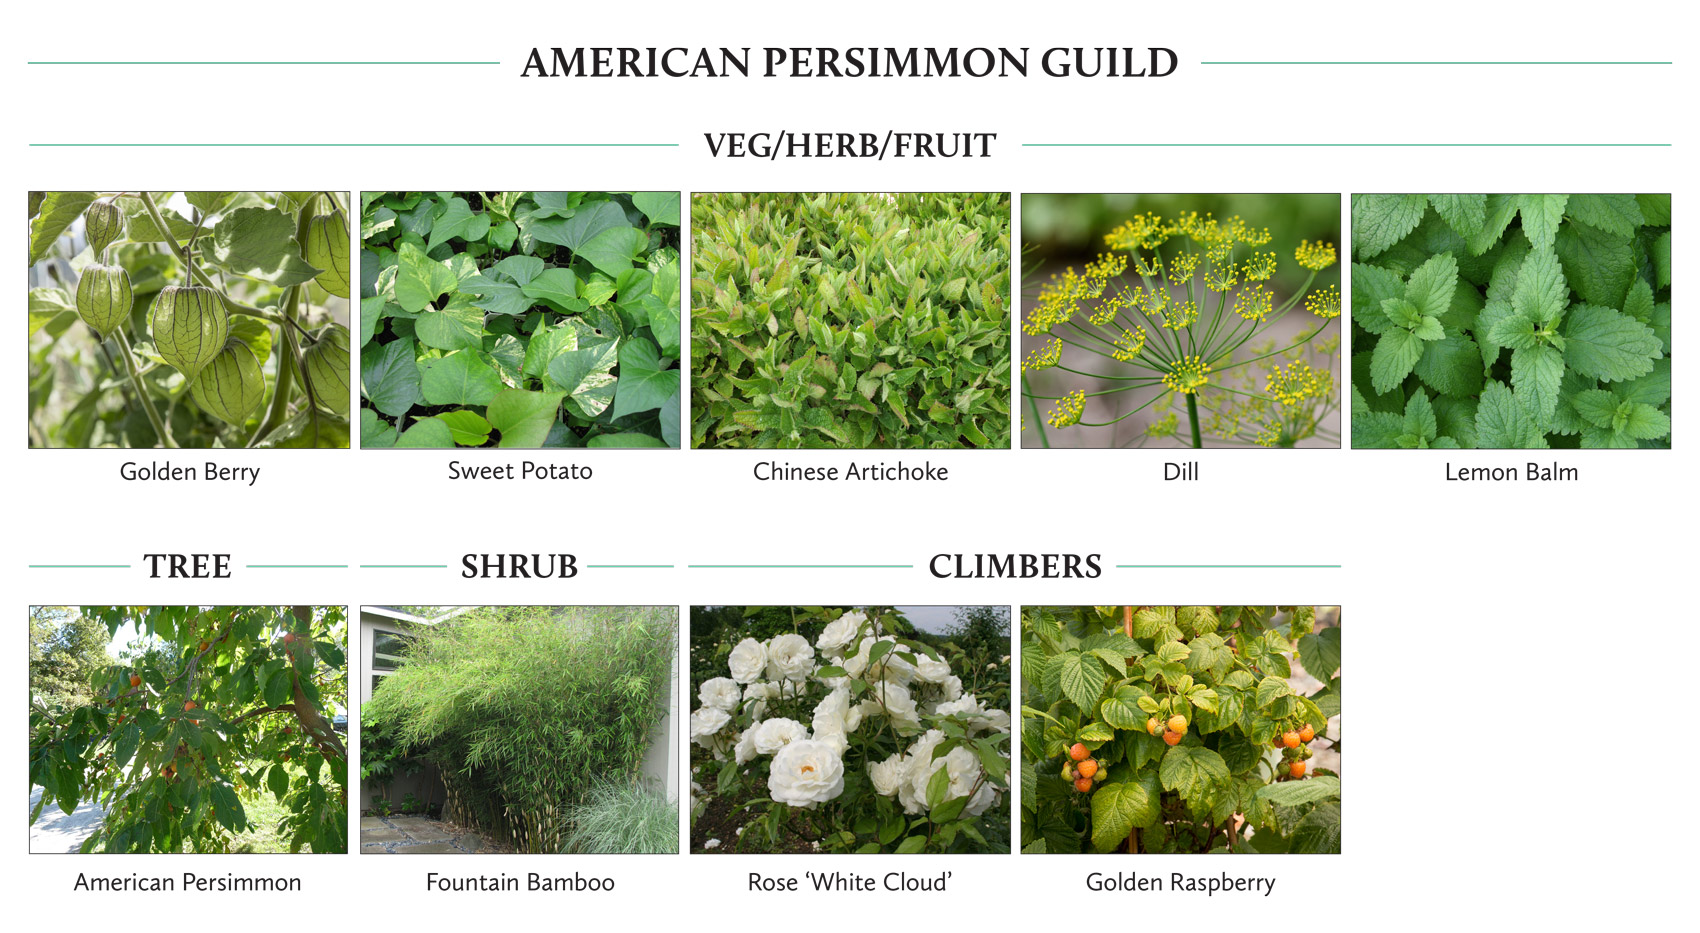 AMERICAN PERSIMMON GUILD
VEG/HERB/FRUIT
Golden Berry
Sweet Potato
Chinese Artichoke
Dill
Lemon Balm
TREE
SHRUB
CLIMBERS
American Persimmon
Fountain Bamboo
Rose ‘White Cloud’
Golden Raspberry